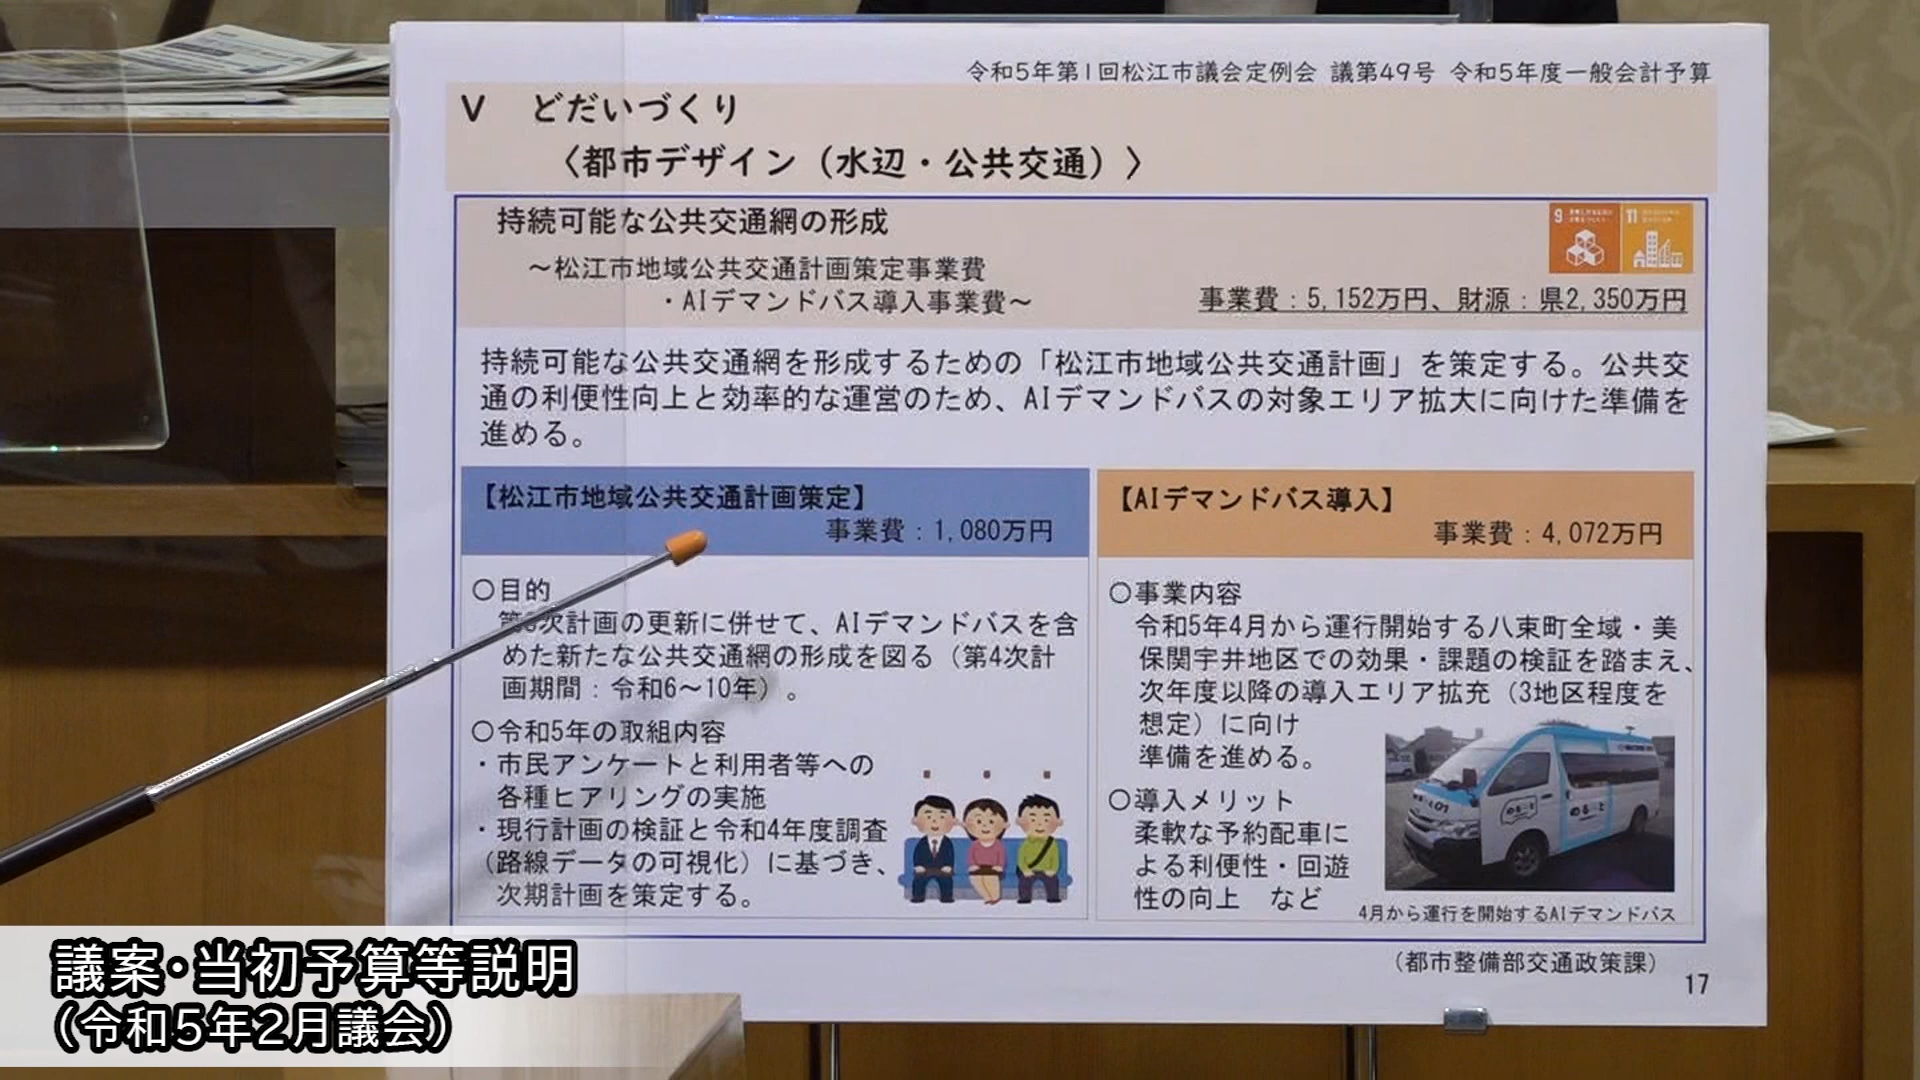 令和5年第1回松江市議会定例会 議第49号 令和5年度一般会計予算
V どだいづくり
〈都市デザイン（水辺・公共交通）〉
持続可能な公共交通網の形成
9
11
～松江市地域公共交通計画策定事業費
・AIデマンドバス導入事業費～
事業費：5,152万円、財源：県2,350万円
持続可能な公共交通網を形成するための「松江市地域公共交通計画」を策定する。公共交
通の利便性向上と効率的な運営のため、AIデマンドバスの対象エリア拡大に向けた準備を
進める。
【松江市地域公共交通計画策定】
事業費：1,080万円
○目的
次計画の更新に併せて、AIデマンドバスを含
めた新たな公共交通網の形成を図る（第4次計
画期間：令和6～10年）。
○令和5年の取組内容
・市民アンケートと利用者等への
各種ヒアリングの実施
・現行計画の検証と令和4年度調査
（路線データの可視化）に基づき、
次期計画を策定する。
【AIデマンドバス導入】
事業費：4,072万円
○事業内容
令和5年4月から運行開始する八束町全域・美
保関宇井地区での効果・課題の検証を踏まえ、
次年度以降の導入エリア拡充（3地区程度を
想定）に向け
準備を進める。
○導入メリット
柔軟な予約配車に
よる利便性・回遊
性の向上 など
4月から運行を開始するAIデマンドバス
（都市整備部交通政策課）
17
議案・当初予算等説明
（令和5年2月議会）